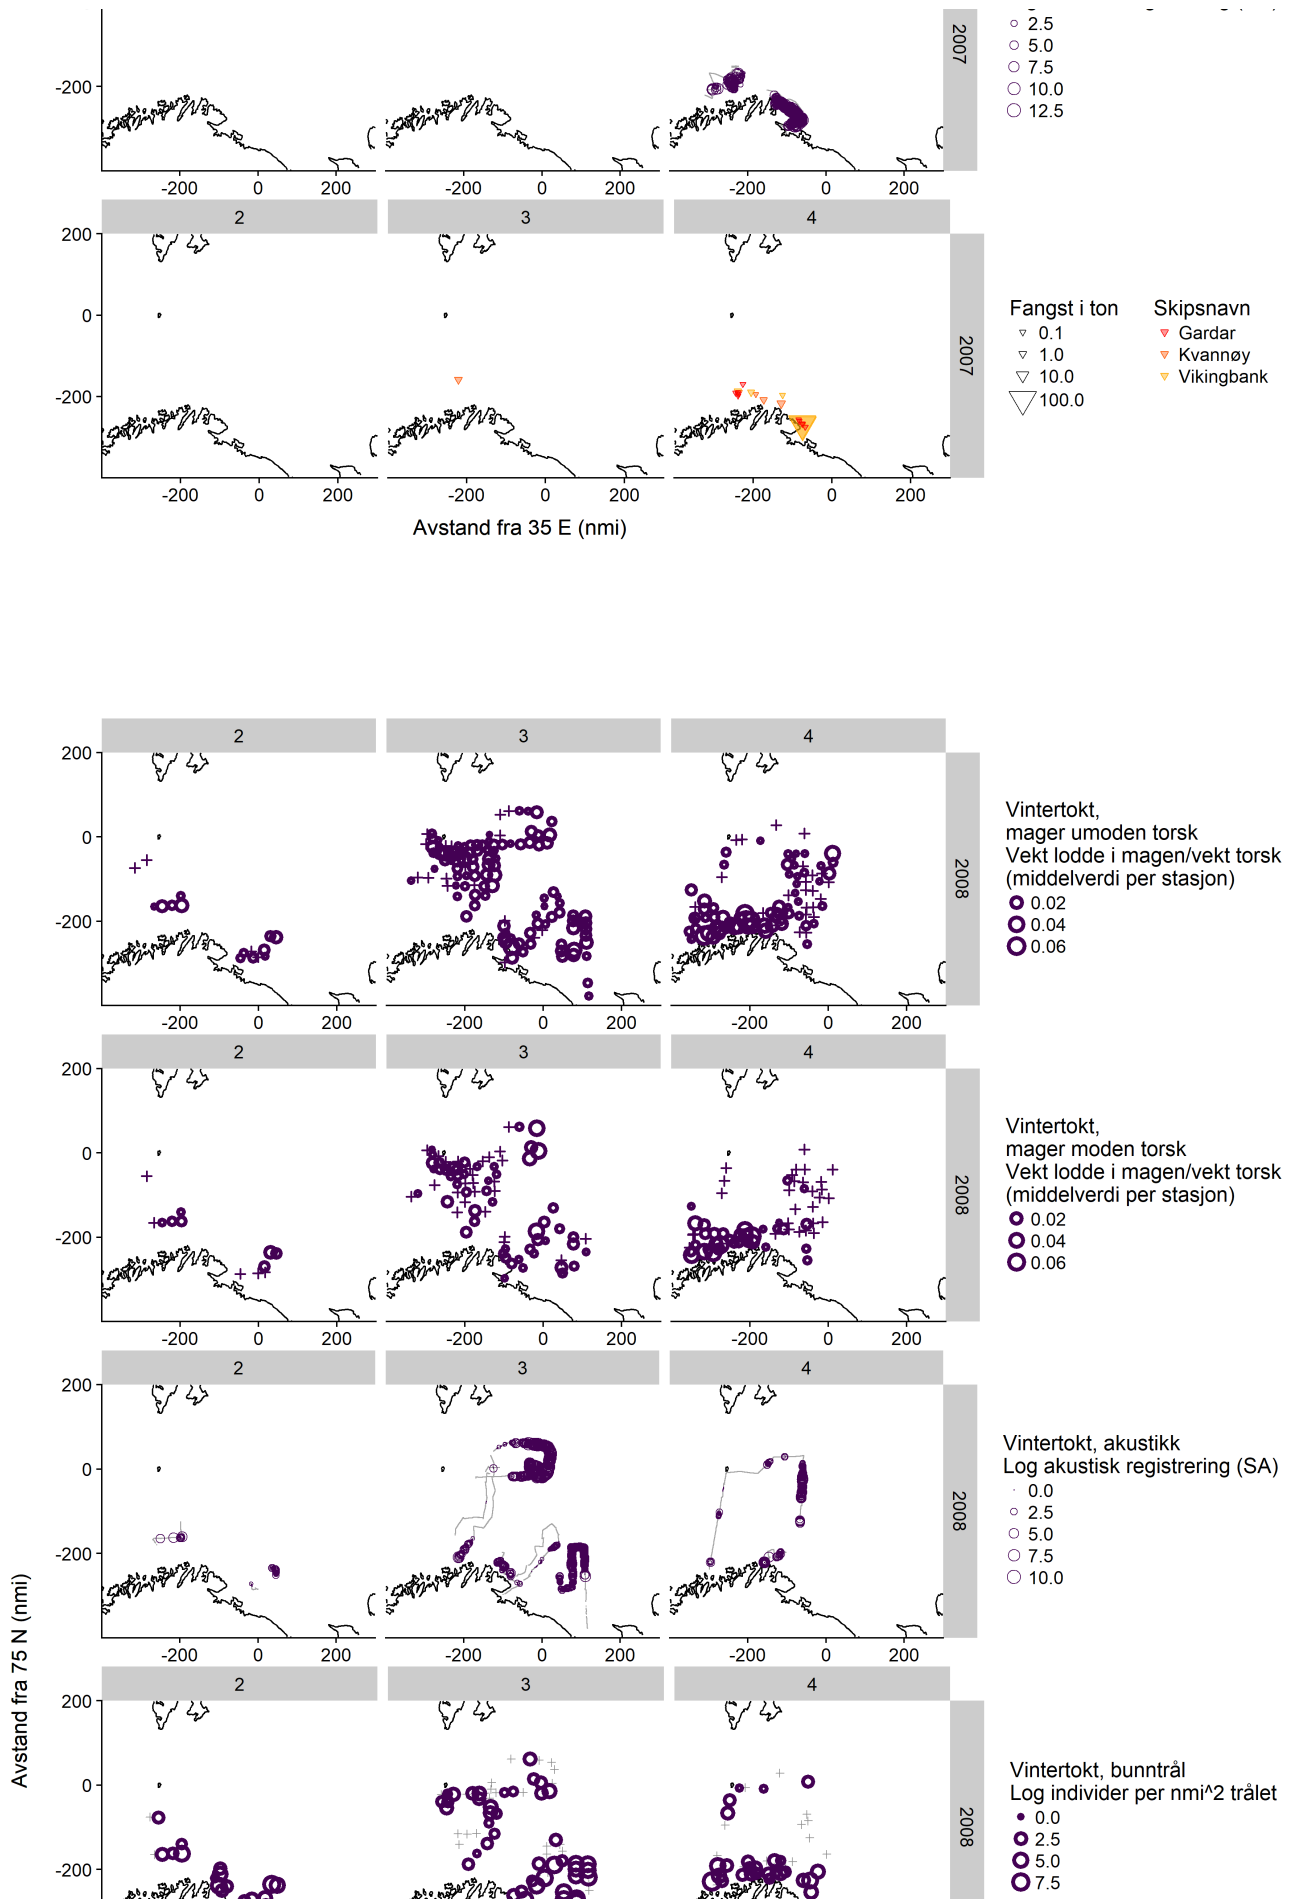 2.5
5.0
7.5
10.0
12.5
2007
-200
-200 0 200 -200 0 200 -200 0 200
2 3 4
200
0
-200
2007
Fangst i ton
0.1
1.0
10.0
100.0
Skipsnavn
Gardar
Kvannøy
Vikingbank
-200 0 200 -200 0 200 -200 0 200
Avstand fra 35 E (nmi)
2 3 4
200
0
-200
2008
Vintertokt,
mager umoden torsk
Vekt lodde i magen/vekt torsk
(middelverdi per stasjon)
0.02
0.04
0.06
-200 0 200 -200 0 200 -200 0 200
2 3 4
200
0
-200
2008
Vintertokt,
mager moden torsk
Vekt lodde i magen/vekt torsk
(middelverdi per stasjon)
0.02
0.04
0.06
-200 0 200 -200 0 200 -200 0 200
2 3 4
200
0
-200
2008
Vintertokt, akustikk
Log akustisk registrering (SA)
0.0
2.5
5.0
7.5
10.0
-200 0 200 -200 0 200 -200 0 200
Avstand fra 75 N (nmi)
2 3 4
200
0
-200
2008
Vintertokt, bunntrål
Log individer per nmi^2 trålet
0.0
2.5
5.0
7.5